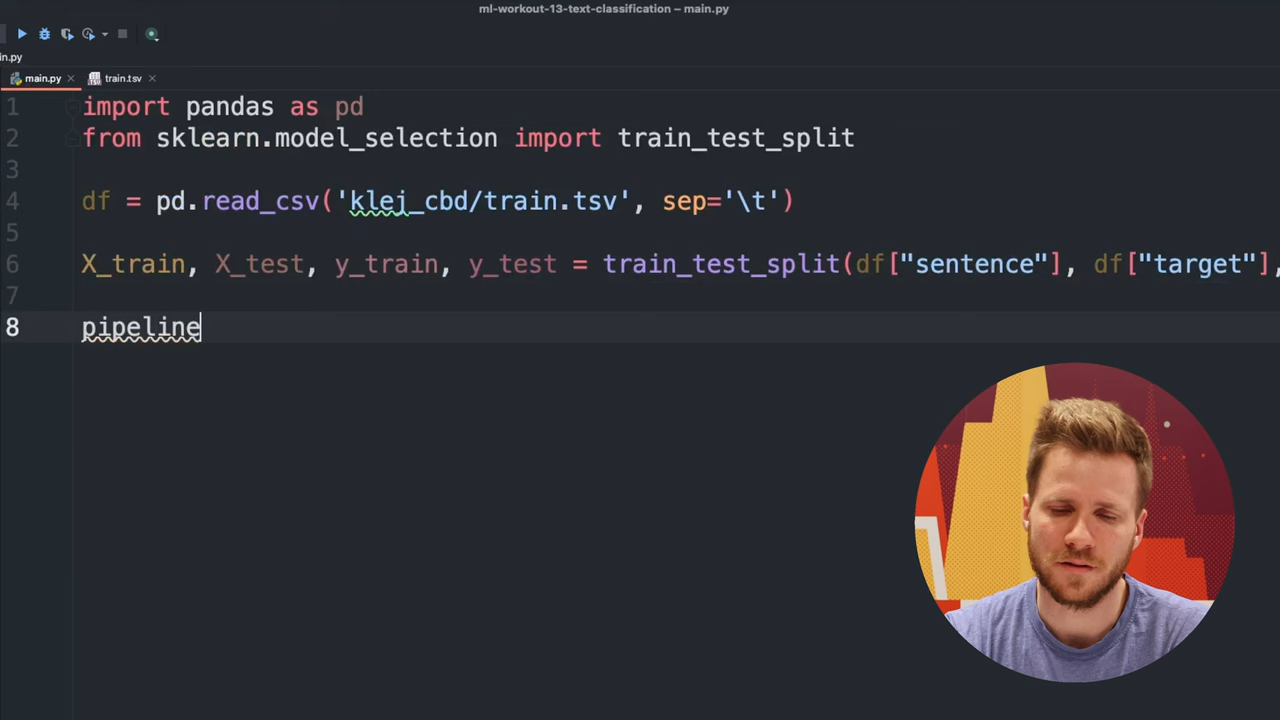 ml-workout-13-text-classification – main.py
in.py
main.py
train.tsv
1 import pandas as pd
2 from sklearn.model_selection import train_test_split
3
4 df = pd.read_csv('klej_cbd/train.tsv', sep='\t')
5
6 X_train, X_test, y_train, y_test = train_test_split(df["sentence"], df["target"],
7
8 pipeline